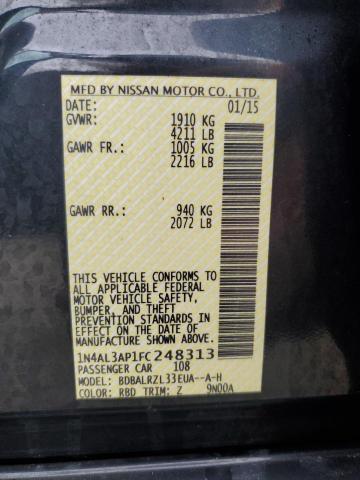 MFD BY NISSAN MOTOR CO., LTD.
DATE: 01/15
GVWR: 1910 KG
4211 LB
GAWR FR.: 1005 KG
2216 LB
GAWR RR.: 940 KG
2072 LB
THIS VEHICLE CONFORMS TO
ALL APPLICABLE FEDERAL
MOTOR VEHICLE SAFETY,
BUMPER, AND THEFT
PREVENTION STANDARDS IN
EFFECT ON THE DATE OF
MANUFACTURE SHOWN ABOVE.
1N4AL3AP1FC248313
PASSENGER CAR 108
MODEL: BDBALRZL33EUA--A-H
COLOR: RBD TRIM: Z 9N00A